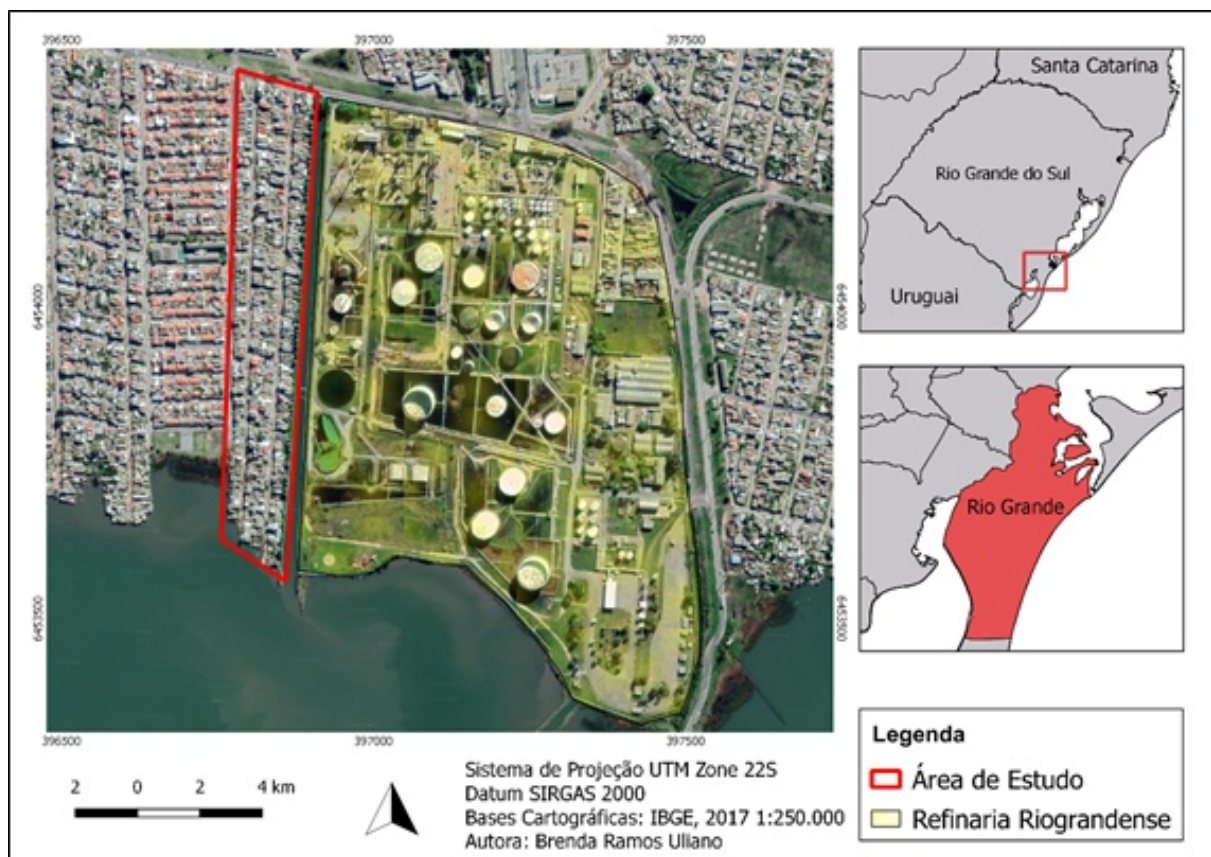 396500 397000 397500
6454000 6454000
6453500 6453500
396500 397000 397500
Santa Catarina
Rio Grande do Sul
Uruguai
Rio Grande
2 0 2 4 km
Sistema de Projeção UTM Zone 22S
Datum SIRGAS 2000
Bases Cartográficas: IBGE, 2017 1:250.000
Autora: Brenda Ramos Uliano
Legenda
Área de Estudo
Refinaria Riograndense